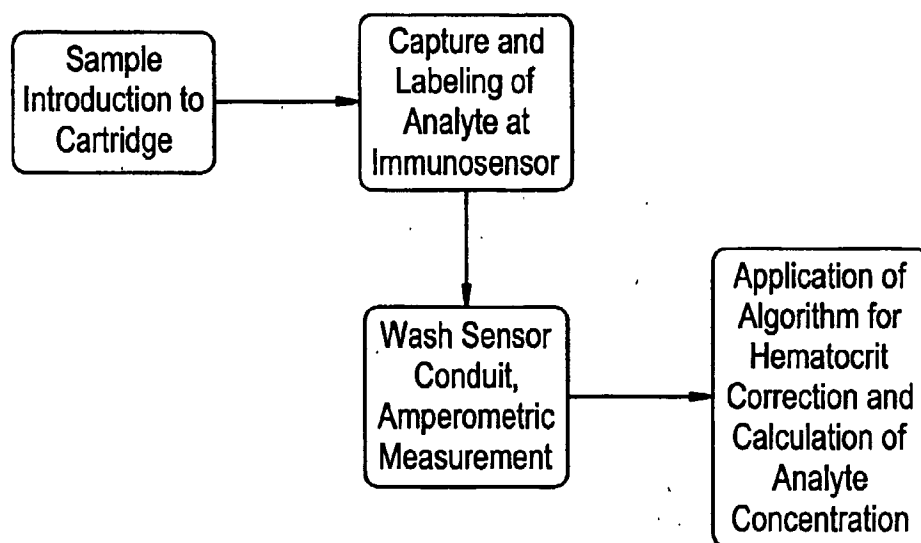 Sample
Introduction to
Cartridge
Capture and
Labeling of
Analyte at
Immunosensor
Wash Sensor
Conduit,
Amperometric
Measurement
Application of
Algorithm for
Hematocrit
Correction and
Calculation of
Analyte
Concentration